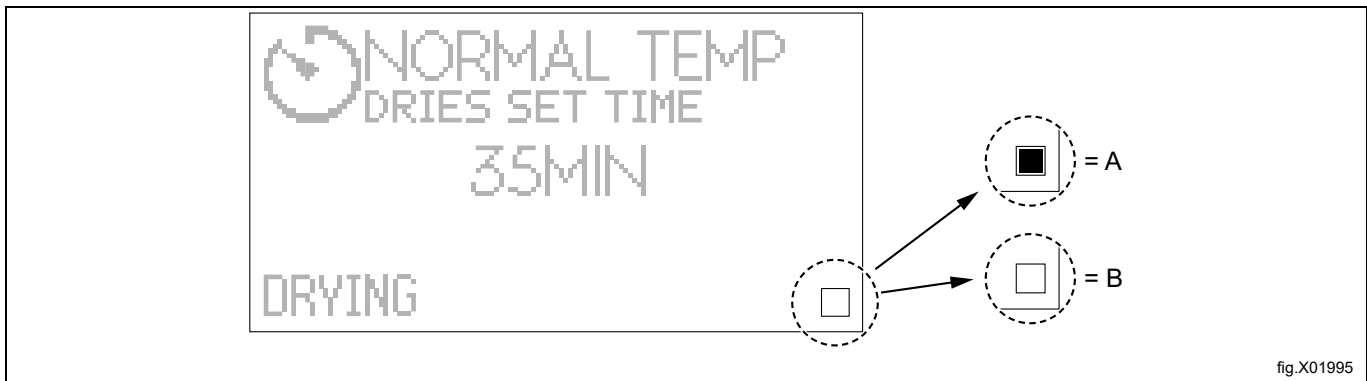 NORMAL TEMP
DRIES SET TIME
35MIN
DRYING
= A
= B
fig.X01995